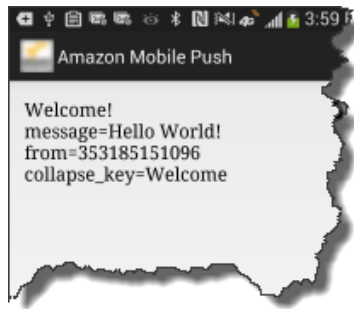 3:59
Amazon Mobile Push
Welcome!
message=Hello World!
from=353185151096
collapse_key=Welcome